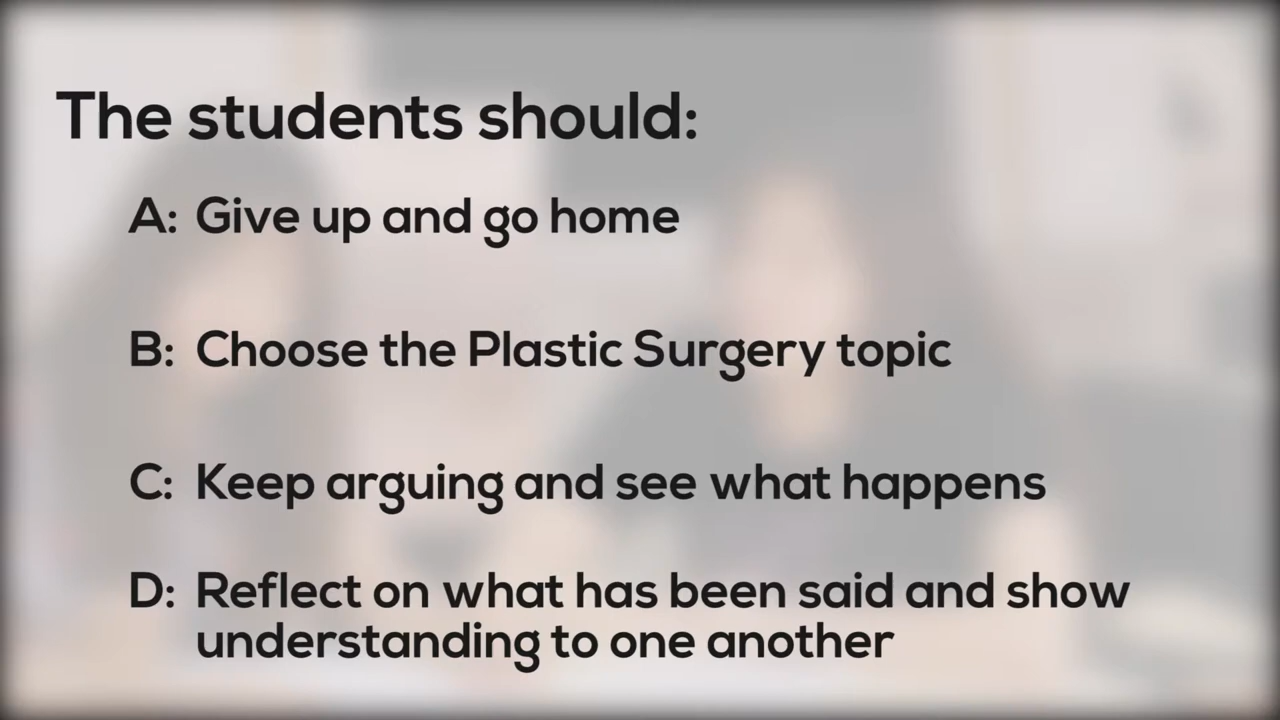 The students should:
A: Give up and go home
B: Choose the Plastic Surgery topic
C: Keep arguing and see what happens
D: Reflect on what has been said and show
understanding to one another